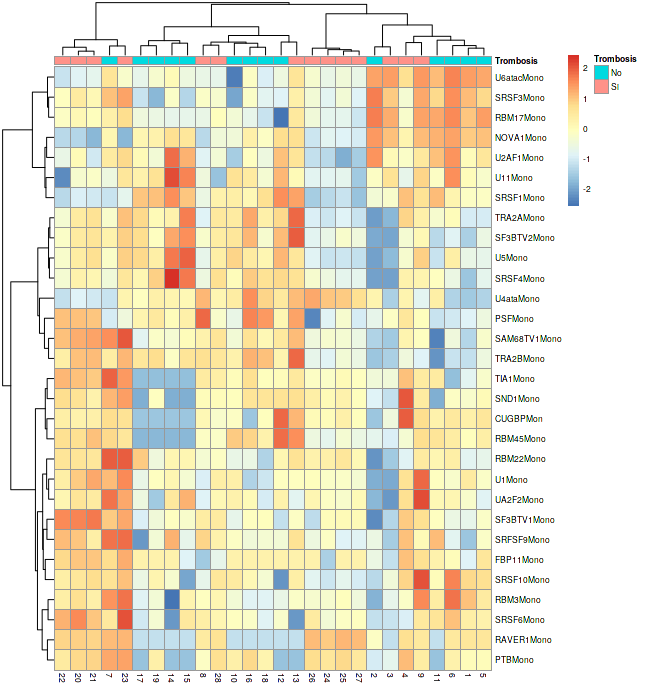 Trombosis
Trombosis
No
SI
2
1
0
-1
-2
U6atacMono
SRSF3Mono
RBM17Mono
NOVA1Mono
U2AF1Mono
U11Mono
SRSF1Mono
TRA2AMono
SF3BTV2Mono
U5Mono
SRSF4Mono
U4ataMono
PSFMono
SAM68TV1Mono
TRA2BMono
TIA1Mono
SND1Mono
CUGBPMon
RBM45Mono
RBM22Mono
U1Mono
UA2F2Mono
SF3BTV1Mono
SRFSF9Mono
FBP11Mono
SRSF10Mono
RBM3Mono
SRSF6Mono
RAVER1Mono
PTBMono
22 20 21 7 23 17 19 14 15 8 28 10 16 18 12 13 26 24 25 27 2 3 4 9 11 6 1 5